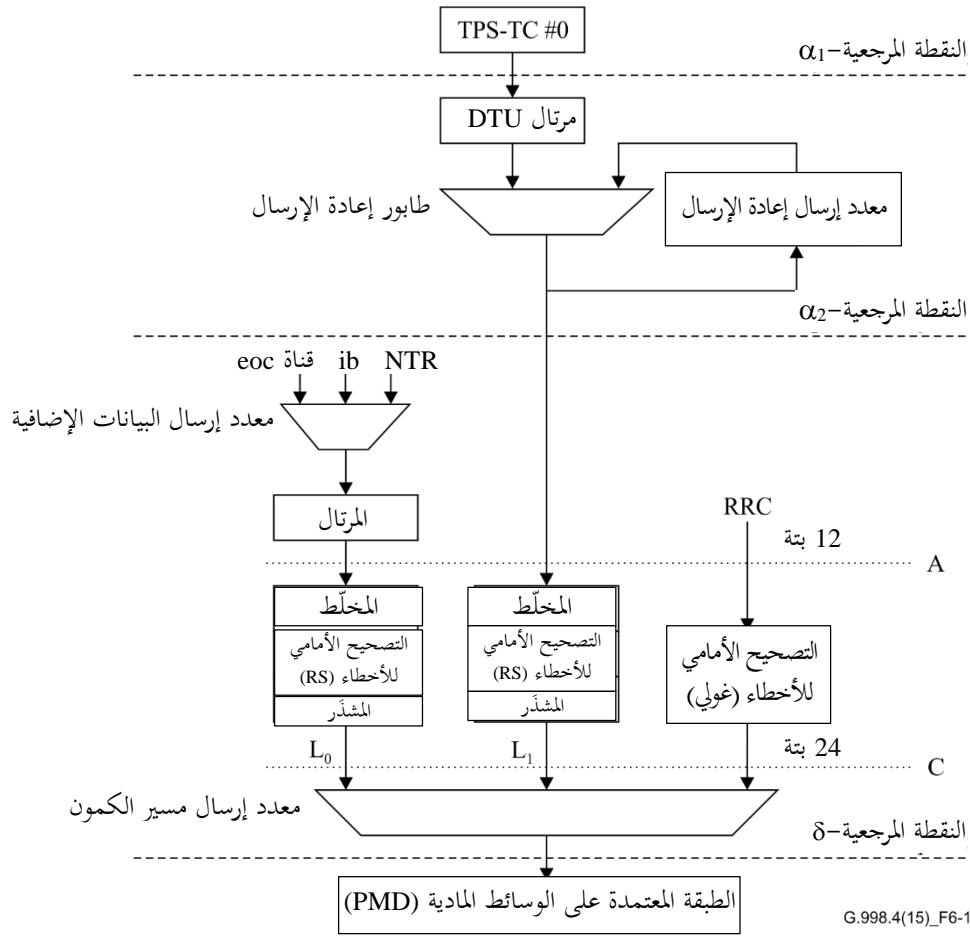 TPS-TC #0
النقطة المرجعية-α1
مرتال DTU
طابور إعادة الإرسال
معدد إرسال إعادة الإرسال
النقطة المرجعية-α2
قناة eoc
ib
NTR
معدد إرسال البيانات الإضافية
المرتال
RRC
12 بتة
A
المخلّط
التصحيح الأمامي
للأخطاء (RS)
المشذَر
المخلّط
التصحيح الأمامي
للأخطاء (RS)
المشذَر
التصحيح الأمامي
للأخطاء (غولي)
L0
L1
24 بتة
C
معدد إرسال مسير الكمون
النقطة المرجعية-δ
الطبقة المعتمدة على الوسائط المادية (PMD)
G.998.4(15)_F6-1